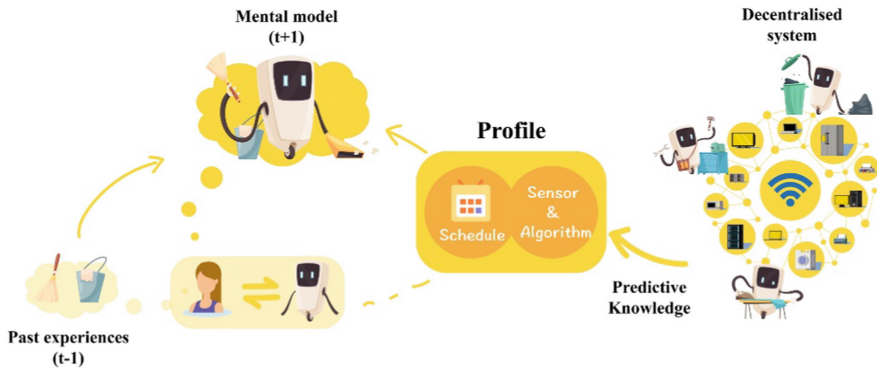 Mental model
(t+1)
Decentralised
system
Profile
Schedule
Sensor
&
Algorithm
Predictive
Knowledge
Past experiences
(t-1)